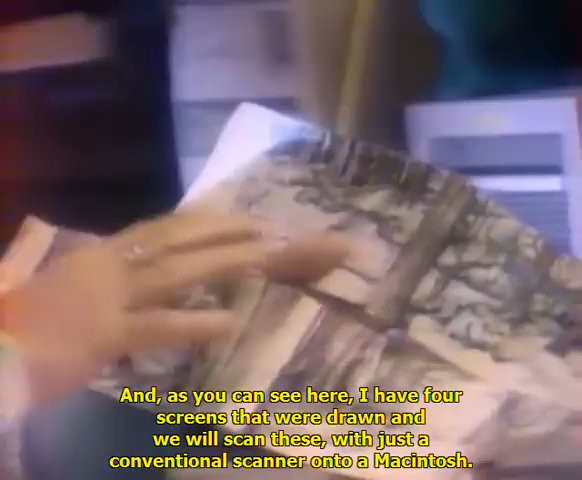 And, as you can see here, I have four
screens that were drawn and
we will scan these, with just a
conventional scanner onto a Macintosh.